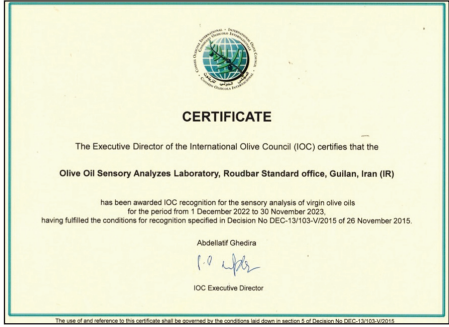 CERTIFICATE
The Executive Director of the International Olive Council (IOC) certifies that the
Olive Oil Sensory Analyzes Laboratory, Roudbar Standard office, Guilan, Iran (IR)
has been awarded IOC recognition for the sensory analysis of virgin olive oils
for the period from 1 December 2022 to 30 November 2023,
having fulfilled the conditions for recognition specified in Decision No DEC-13/103-V/2015 of 26 November 2015.
Abdellatif Ghedira
IOC Executive Director
The use of and reference to this certificate shall be governed by the conditions laid down in section 5 of Decision No DEC-13/103-V/2015